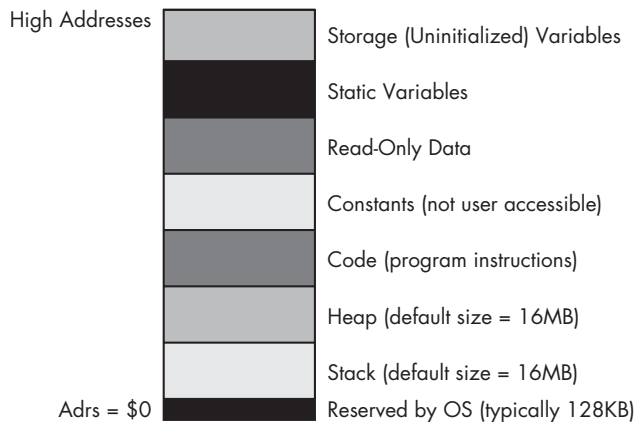 High Addresses
Storage (Uninitialized) Variables
Static Variables
Read-Only Data
Constants (not user accessible)
Code (program instructions)
Heap (default size = 16MB)
Stack (default size = 16MB)
Adrs = $0
Reserved by OS (typically 128KB)